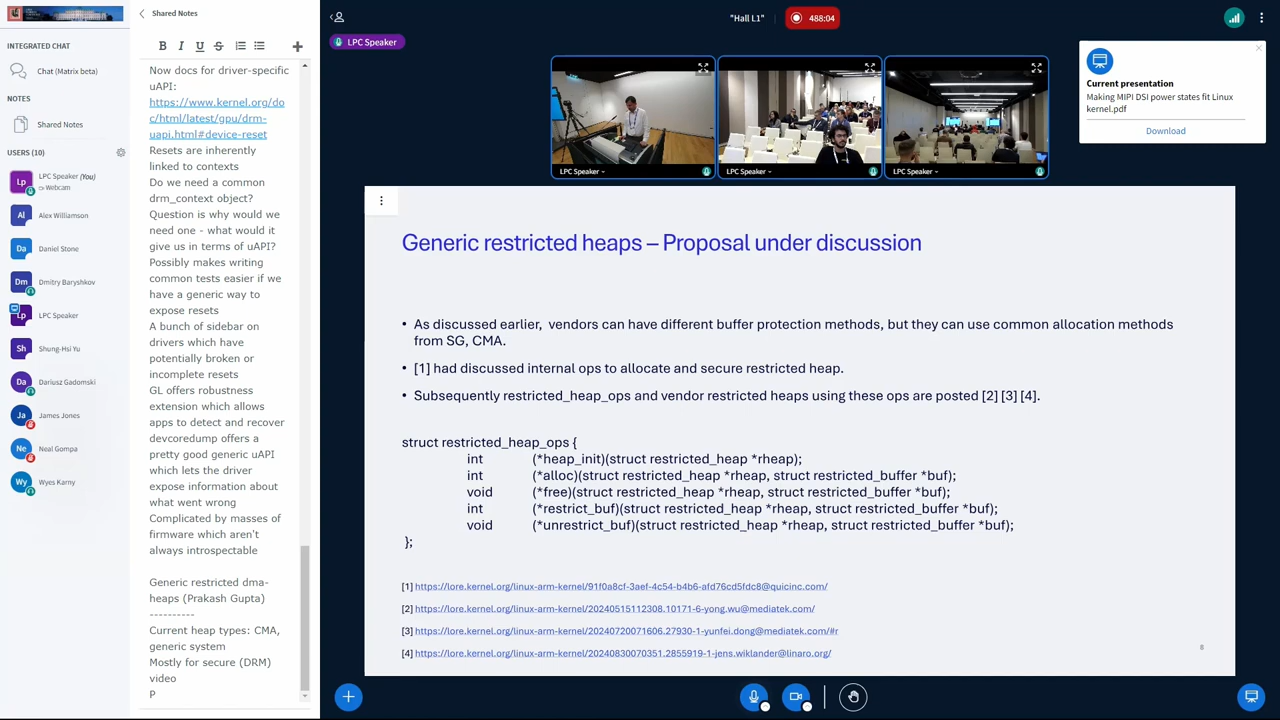 INTEGRATED CHAT
Chat (Matrix beta)
NOTES
Shared Notes
USERS (10)
Lp
LPC Speaker (You)
Webcam
Al
Alex Williamson
Da
Daniel Stone
Dm
Dmitry Baryshkov
Lp
LPC Speaker
Sh
Shung-Hsi Yu
Da
Dariusz Gadomski
Ja
James Jones
Ne
Neal Gompa
Wy
Wyes Karny
Shared Notes
B I U S
Now docs for driver-specific
uAPI:
https://www.kernel.org/do
c/html/latest/gpu/drm-
uapi.html#device-reset
Resets are inherently
linked to contexts
Do we need a common
drm_context object?
Question is why would we
need one - what would it
give us in terms of uAPI?
Possibly makes writing
common tests easier if we
have a generic way to
expose resets
A bunch of sidebar on
drivers which have
potentially broken or
incomplete resets
GL offers robustness
extension which allows
apps to detect and recover
devcoredump offers a
pretty good generic uAPI
which lets the driver
expose information about
what went wrong
Complicated by masses of
firmware which aren't
always introspectable
Generic restricted dma-
heaps (Prakash Gupta)
----------
Current heap types: CMA,
generic system
Mostly for secure (DRM)
video
P
"Hall L1"
488:04
LPC Speaker
LPC Speaker
LPC Speaker
LPC Speaker
Current presentation
Making MIPI DSI power states fit Linux
kernel.pdf
Download
Generic restricted heaps – Proposal under discussion
• As discussed earlier, vendors can have different buffer protection methods, but they can use common allocation methods
from SG, CMA.
• [1] had discussed internal ops to allocate and secure restricted heap.
• Subsequently restricted_heap_ops and vendor restricted heaps using these ops are posted [2] [3] [4].
struct restricted_heap_ops {
int (*heap_init)(struct restricted_heap *rheap);
int (*alloc)(struct restricted_heap *rheap, struct restricted_buffer *buf);
void (*free)(struct restricted_heap *rheap, struct restricted_buffer *buf);
int (*restrict_buf)(struct restricted_heap *rheap, struct restricted_buffer *buf);
void (*unrestrict_buf)(struct restricted_heap *rheap, struct restricted_buffer *buf);
};
[1] https://lore.kernel.org/linux-arm-kernel/91f0a8cf-3aef-4c54-b4b6-afd76cd5fdc8@quicinc.com/
[2] https://lore.kernel.org/linux-arm-kernel/20240515112308.10171-6-yong.wu@mediatek.com/
[3] https://lore.kernel.org/linux-arm-kernel/20240720071606.27930-1-yunfei.dong@mediatek.com/#r
[4] https://lore.kernel.org/linux-arm-kernel/20240830070351.2855919-1-jens.wiklander@linaro.org/
8